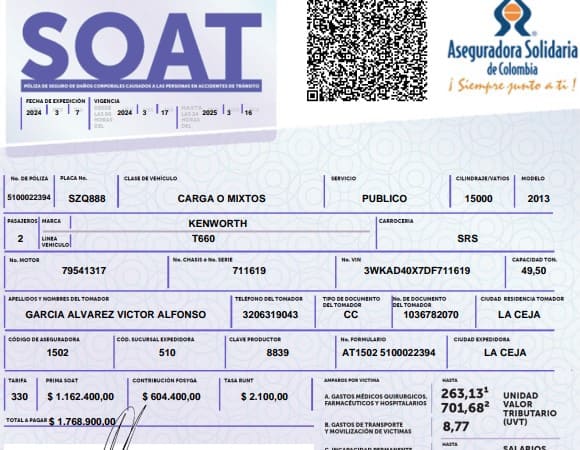 SOAT
PÓLIZA DE SEGURO DE DAÑOS CORPORALES CAUSADOS A LAS PERSONAS EN ACCIDENTES DE TRÁNSITO
Aseguradora Solidaria
de Colombia
¡ Siempre junto a ti !
FECHA DE EXPEDICIÓN VIGENCIA
2024 3 7 DESDE LAS 00 HORAS DEL 2024 3 17 HASTA LAS 24 HORAS DEL 2025 3 16
No. DE PÓLIZA PLACA No. CLASE DE VEHÍCULO SERVICIO CILINDRAJE/VATIOS MODELO
5100022394 SZQ888 CARGA O MIXTOS PUBLICO 15000 2013
PASAJEROS MARCA KENWORTH CARROCERIA
2 LINEA VEHICULO T660 SRS
No. MOTOR No. CHASIS o No. SERIE No. VIN CAPACIDAD TON.
79541317 711619 3WKAD40X7DF711619 49,50
APELLIDOS Y NOMBRES DEL TOMADOR TELÉFONO DEL TOMADOR TIPO DE DOCUMENTO DEL TOMADOR No. DE DOCUMENTO DEL TOMADOR CIUDAD RESIDENCIA TOMADOR
GARCIA ALVAREZ VICTOR ALFONSO 3206319043 CC 1036782070 LA CEJA
CÓDIGO DE ASEGURADORA CÓD. SUCURSAL EXPEDIDORA CLAVE PRODUCTOR No. FORMULARIO CIUDAD EXPEDIDORA
1502 510 8839 AT1502 5100022394 LA CEJA
TARIFA PRIMA SOAT CONTRIBUCIÓN FOSYGA TASA RUNT AMPAROS POR VICTIMA HASTA
330 $ 1.162.400,00 $ 604.400,00 $ 2.100,00 A. GASTOS MÉDICOS QUIRURGICOS, FARMACÉUTICOS Y HOSPITALARIOS 263,13¹
701,68² UNIDAD VALOR TRIBUTARIO (UVT)
TOTAL A PAGAR $ 1.768.900,00 B. GASTOS DE TRANSPORTE Y MOVILIZACIÓN DE VICTIMAS 8,77
C. INCAPACIDAD PERMANENTE HASTA SALARIOS